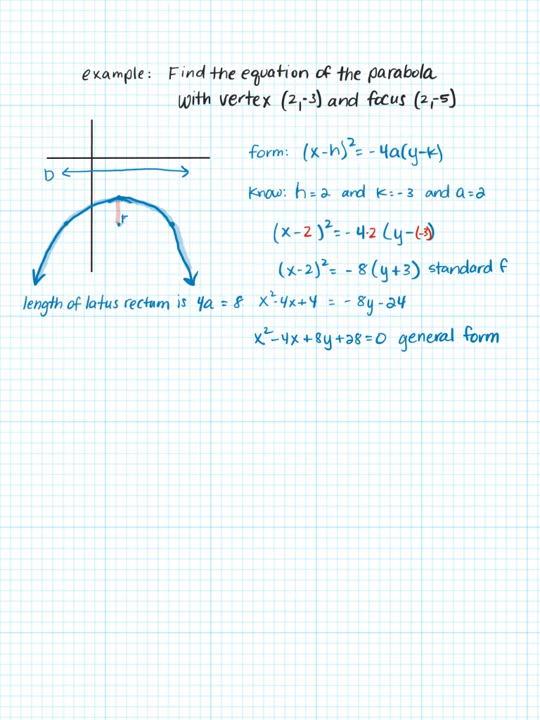 example: Find the equation of the parabola
with vertex (2,-3) and focus (2,-5)
form: (x-h)²= -4a(y-k)
D
know: h=2 and k=-3 and a=2
F
(x-2)²= -4·2(y-(-3))
(x-2)²= -8(y+3) standard f
length of latus rectum is 4a = 8
x²-4x+4 = -8y-24
x²-4x+8y+28=0 general form